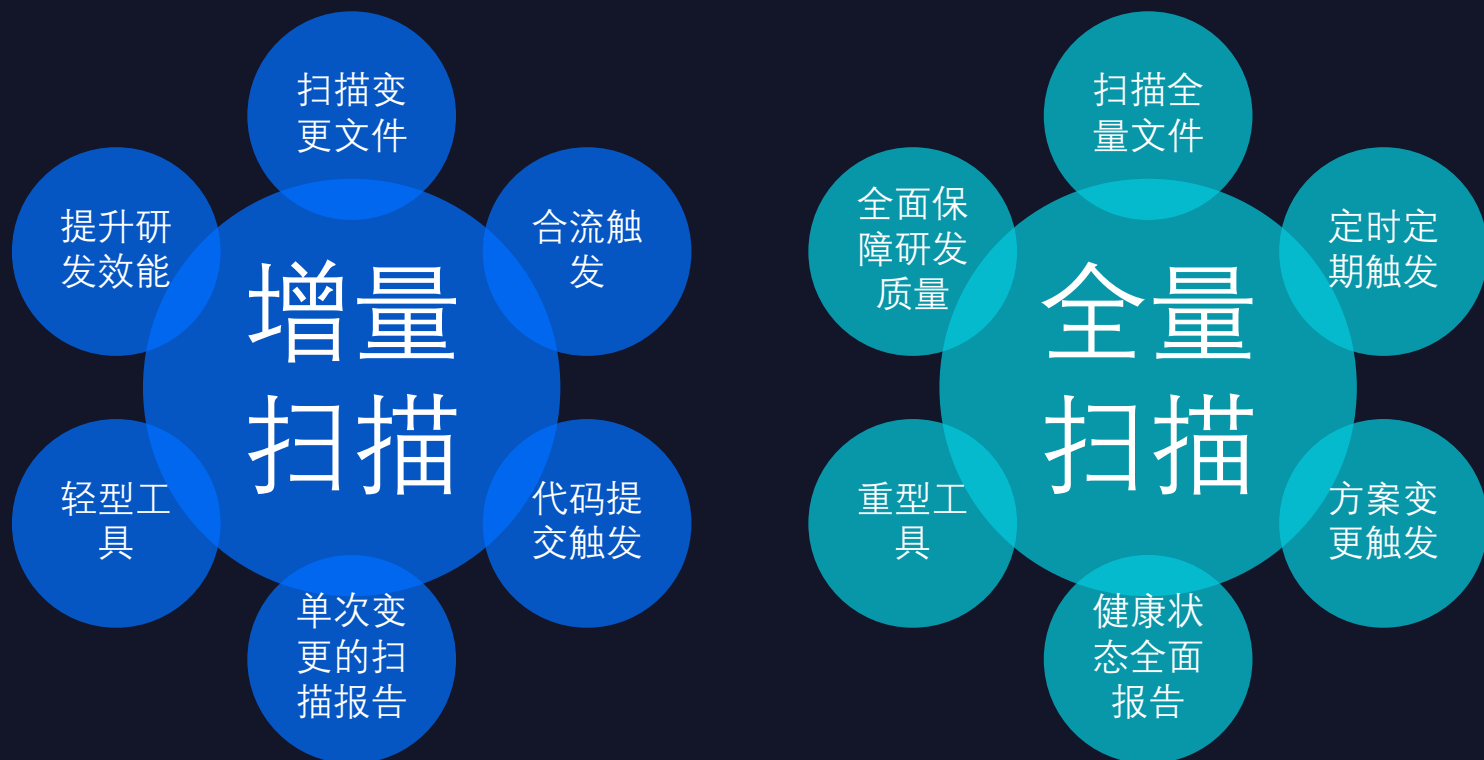 增量
扫描
扫描变
更文件
合流触
发
代码提
交触发
单次变
更的扫
描报告
轻型工
具
提升研
发效能
全量
扫描
扫描全
量文件
定时定
期触发
方案变
更触发
健康状
态全面
报告
重型工
具
全面保
障研发
质量